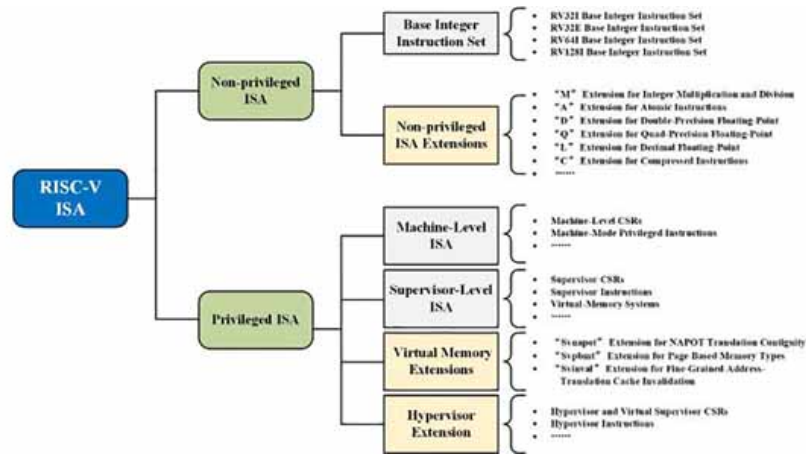 RISC-V
ISA
Non-privileged
ISA
Base Integer
Instruction Set
• RV32I Base Integer Instruction Set
• RV32E Base Integer Instruction Set
• RV64I Base Integer Instruction Set
• RV128I Base Integer Instruction Set
Non-privileged
ISA Extensions
• “M” Extension for Integer Multiplication and Division
• “A” Extension for Atomic Instructions
• “D” Extension for Double-Precision Floating-Point
• “Q” Extension for Quad-Precision Floating-Point
• “L” Extension for Decimal Floating-Point
• “C” Extension for Compressed Instructions
• ······
Privileged ISA
Machine-Level
ISA
• Machine-Level CSRs
• Machine-Mode Privileged Instructions
• ······
Supervisor-Level
ISA
• Supervisor CSRs
• Supervisor Instructions
• Virtual-Memory Systems
• ······
Virtual Memory
Extensions
• “Svnapot” Extension for NAPOT Translation Contiguity
• “Svpbmt” Extension for Page Based Memory Types
• “Svinval” Extension for Fine-Grained Address-
Translation Cache Invalidation
Hypervisor
Extension
• Hypervisor and Virtual Supervisor CSRs
• Hypervisor Instructions
• ······